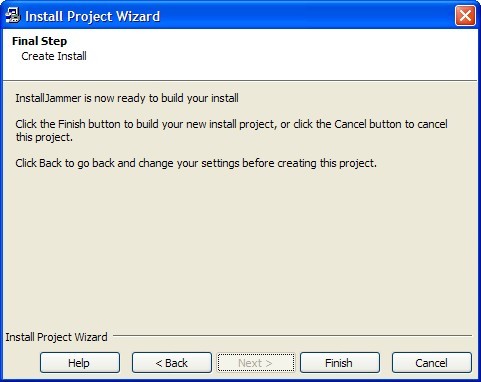 Install Project Wizard
Final Step
Create Install
InstallJammer is now ready to build your install
Click the Finish button to build your new install project, or click the Cancel button to cancel
this project.
Click Back to go back and change your settings before creating this project.
Install Project Wizard
Help
< Back
Next >
Finish
Cancel